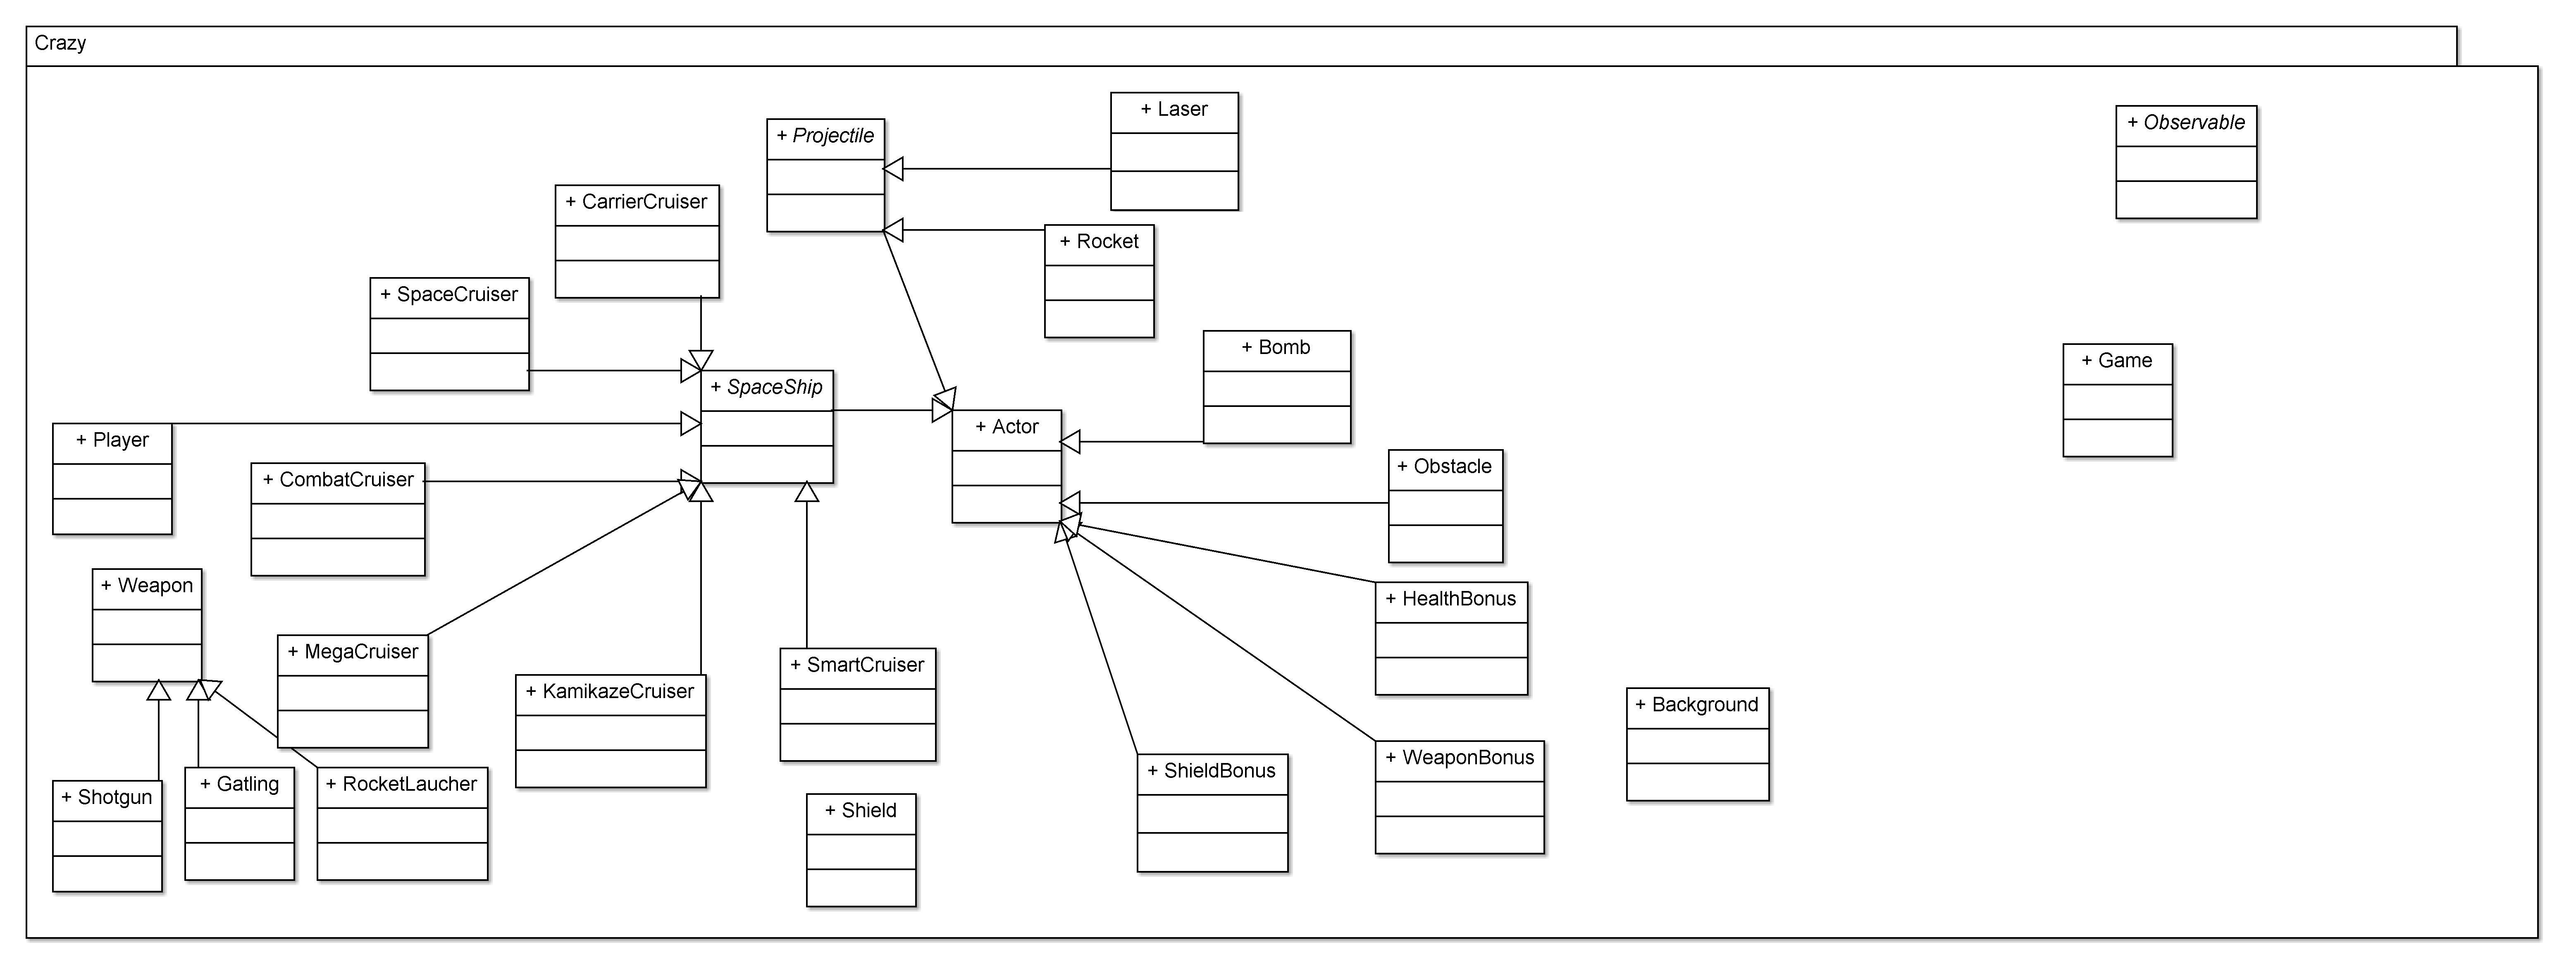 Crazy
+ Laser
+ Observable
+ Projectile
+ CarrierCruiser
+ Rocket
+ SpaceCruiser
+ Bomb
+ Game
+ SpaceShip
+ Actor
+ Player
+ Obstacle
+ CombatCruiser
+ Weapon
+ HealthBonus
+ MegaCruiser
+ SmartCruiser
+ KamikazeCruiser
+ Background
+ WeaponBonus
+ ShieldBonus
+ Gatling
+ RocketLaucher
+ Shotgun
+ Shield